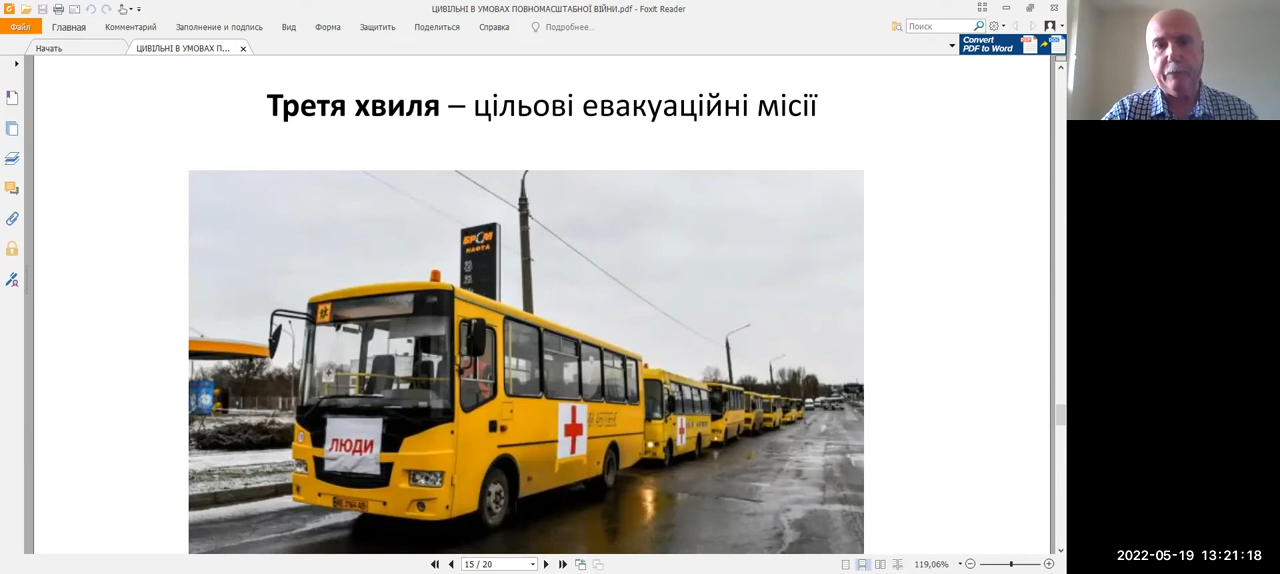 ЦИВІЛЬНІ В УМОВАХ ПОВНОМАСШТАБНОЇ ВІЙНИ.pdf - Foxit Reader
Файл Главная Комментарий Заполнение и подпись Вид Форма Защитить Поделиться Справка Подробнее... Поиск
Начать ЦИВІЛЬНІ В УМОВАХ П... Convert
PDF to Word
Третя хвиля – цільові евакуаційні місії
БРСМ
НАФТА
ЛЮДИ
15 / 20 119,06%
2022-05-19 13:21:18